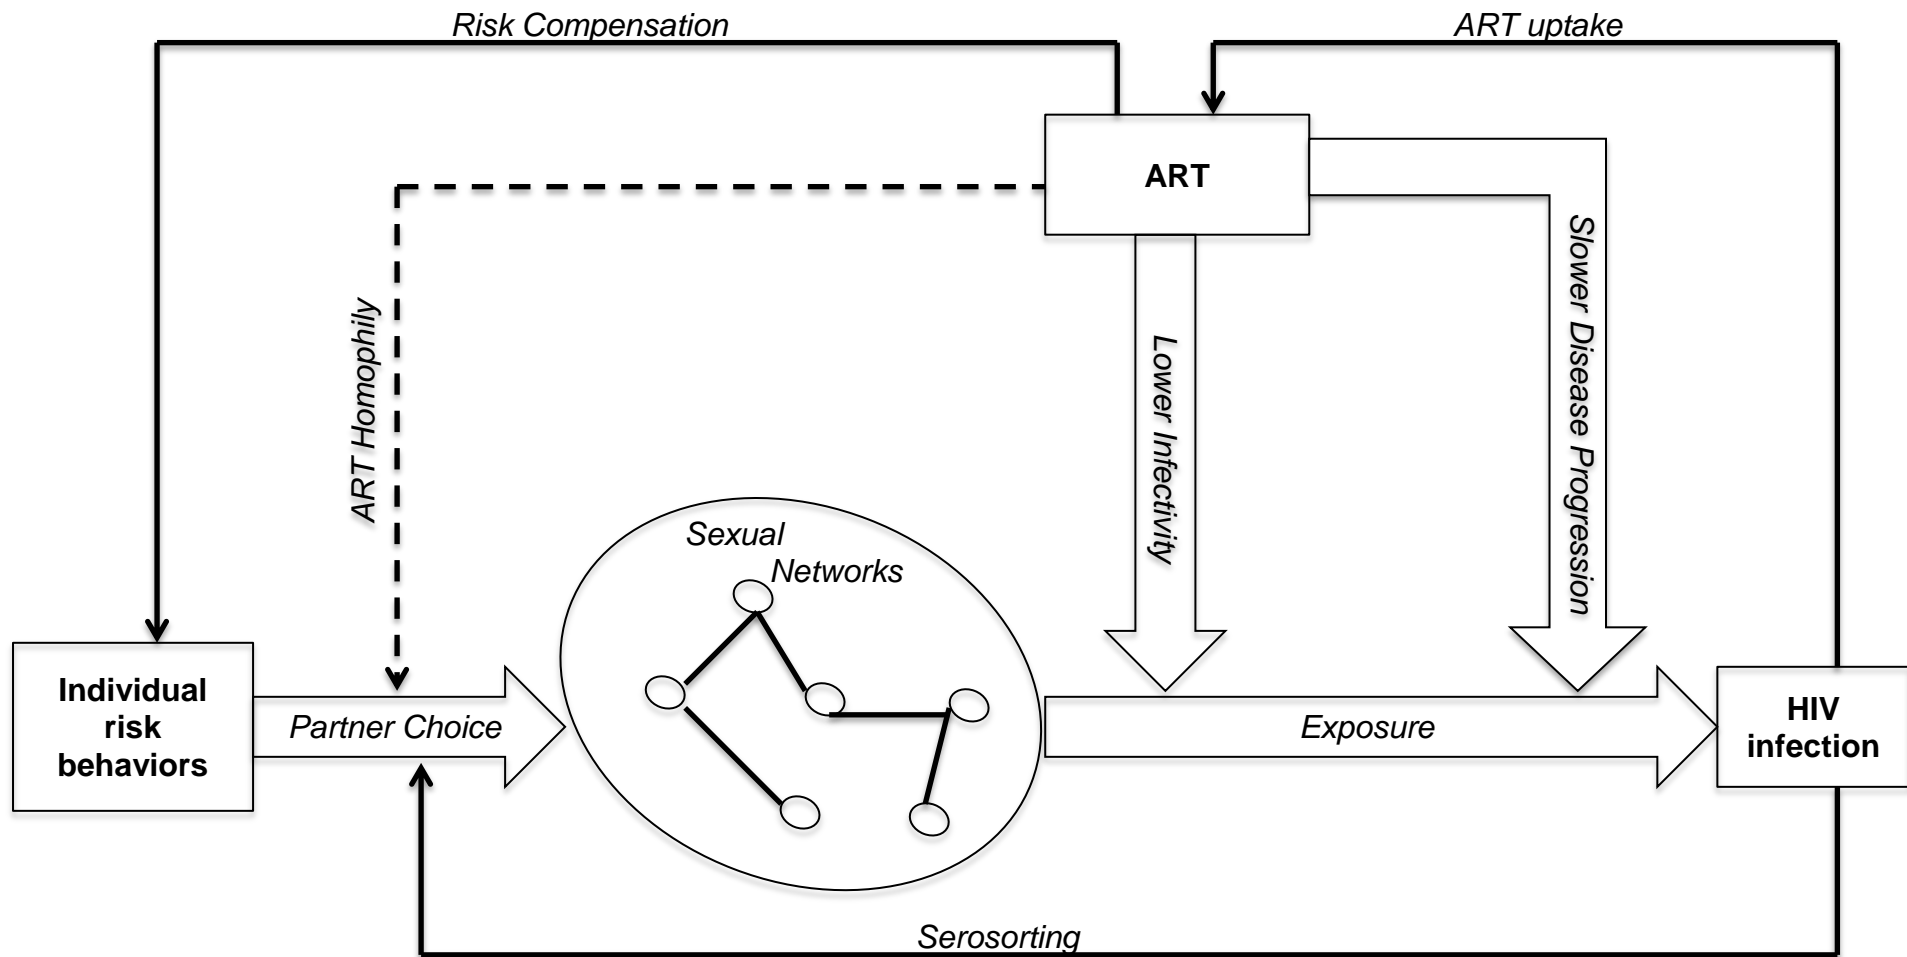 Risk Compensation
ART uptake
ART
ART Homophily
Lower Infectivity
Slower Disease Progression
Sexual
Networks
Individual
risk
behaviors
Partner Choice
Exposure
HIV
infection
Serosorting